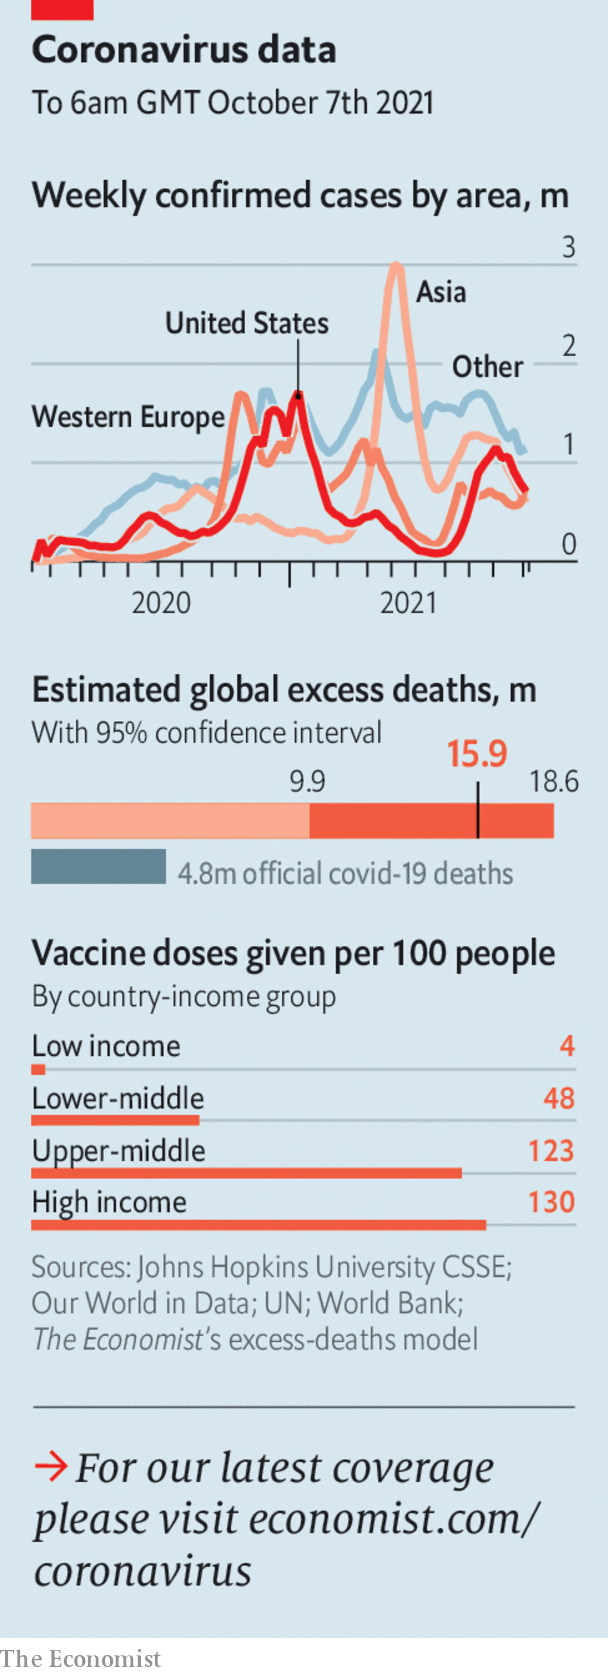 Coronavirus data
To 6am GMT October 7th 2021
Weekly confirmed cases by area, m
3
Asia
United States
2
Other
Western Europe
1
0
2020 2021
Estimated global excess deaths, m
With 95% confidence interval
15.9
9.9 18.6
4.8m official covid-19 deaths
Vaccine doses given per 100 people
By country-income group
Low income 4
Lower-middle 48
Upper-middle 123
High income 130
Sources: Johns Hopkins University CSSE;
Our World in Data; UN; World Bank;
The Economist's excess-deaths model
→ For our latest coverage
please visit economist.com/
coronavirus
The Economist